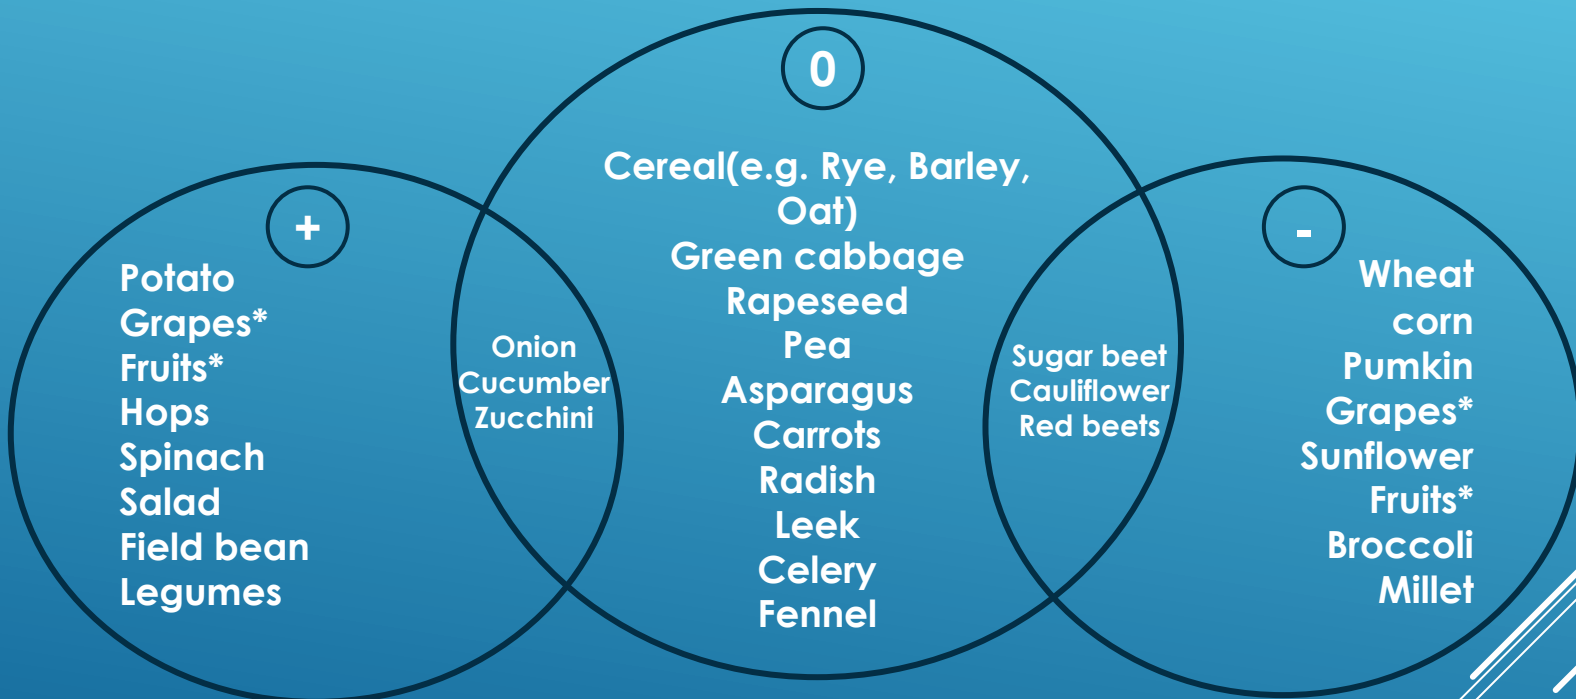 +
Potato
Grapes*
Fruits*
Hops
Spinach
Salad
Field bean
Legumes
Onion
Cucumber
Zucchini
0
Cereal(e.g. Rye, Barley,
Oat)
Green cabbage
Rapeseed
Pea
Asparagus
Carrots
Radish
Leek
Celery
Fennel
Sugar beet
Cauliflower
Red beets
-
Wheat
corn
Pumkin
Grapes*
Sunflower
Fruits*
Broccoli
Millet